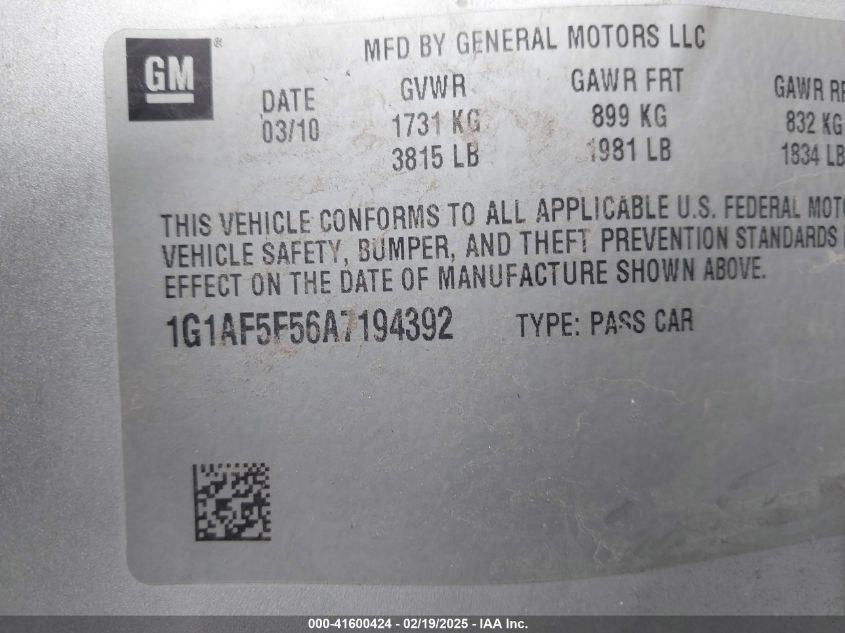 GM®
MFD BY GENERAL MOTORS LLC
DATE GVWR GAWR FRT GAWR
03/10 1731 KG 899 KG 832 KG
3815 LB 1981 LB 1834 LB
THIS VEHICLE CONFORMS TO ALL APPLICABLE U.S. FEDERAL
VEHICLE SAFETY, BUMPER, AND THEFT PREVENTION STANDARDS
EFFECT ON THE DATE OF MANUFACTURE SHOWN ABOVE.
1G1AF5F56A7194392 TYPE: PASS CAR
000-41600424 - 02/19/2025 - IAA Inc.